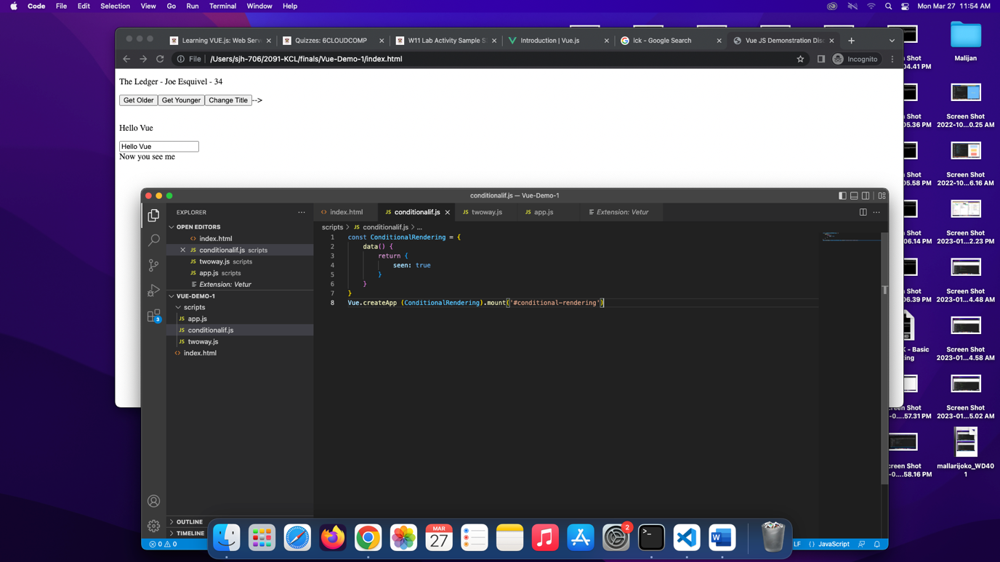 Code File Edit Selection View Go Run Terminal Window Help
Mon Mar 27 11:54 AM
Learning VUE.js: Web Serv
Quizzes: 6CLOUDCOMP
W11 Lab Activity Sample S
Introduction | Vue.js
lck - Google Search
Vue JS Demonstration Disc
File /Users/sjh-706/2091-KCL/finals/Vue-Demo-1/index.html
Incognito
The Ledger - Joe Esquivel - 34
Get Older Get Younger Change Title -->
Hello Vue
Hello Vue
Now you see me
conditionalif.js — Vue-Demo-1
EXPLORER
index.html
conditionalif.js
twoway.js
app.js
Extension: Vetur
OPEN EDITORS
index.html
conditionalif.js scripts
twoway.js scripts
app.js scripts
Extension: Vetur
VUE-DEMO-1
scripts
app.js
conditionalif.js
twoway.js
index.html
OUTLINE
TIMELINE
3
0 0
scripts > JS conditionalif.js > ...
1 const ConditionalRendering = {
2 data() {
3 return {
4 seen: true
5 }
6 }
7 }
8 Vue.createApp (ConditionalRendering).mount('#conditional-rendering')
LF {} JavaScript
MAR
27
2
Malijan
Shot
04.41 PM
Shot
05.36 PM
Screen Shot
2022-10...0.25 AM
Shot
05.58 PM
Screen Shot
2022-10...6.16 AM
Shot
06.14 PM
Screen Shot
2023-01...2.23 PM
Shot
06.39 PM
Screen Shot
2023-01...4.48 AM
K - Basic
Screen Shot
2023-01...4.58 AM
Screen Shot
2023-01...5.02 AM
reen Shot
-0....57.31 PM
reen Shot
-0....58.16 PM
mallarijoko_WD40
1